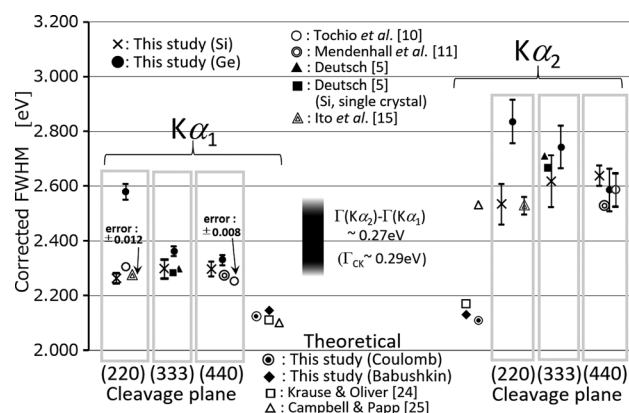 3.200
3.000
2.800
2.600
2.400
2.200
2.000
Corrected FWHM [eV]
: This study (Si)
: This study (Ge)
: Tochio et al. [10]
: Mendenhall et al. [11]
: Deutsch [5]
: Deutsch [5]
(Si, single crystal)
: Ito et al. [15]
Kα1
Kα2
error :
±0.012
error :
±0.008
Γ(Kα2)-Γ(Kα1)
~ 0.27eV
(ΓCK~ 0.29eV)
Theoretical
: This study (Coulomb)
: This study (Babushkin)
: Krause & Oliver [24]
: Campbell & Papp [25]
(220) (333) (440)
Cleavage plane
(220) (333) (440)
Cleavage plane